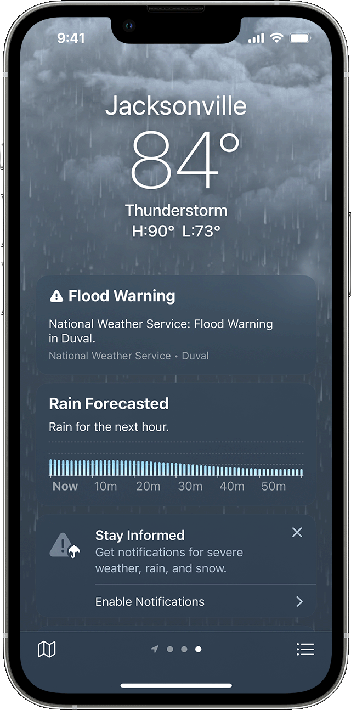 9:41
Jacksonville
84°
Thunderstorm
H:90° L:73°
Flood Warning
National Weather Service: Flood Warning
in Duval.
National Weather Service - Duval
Rain Forecasted
Rain for the next hour.
Now 10m 20m 30m 40m 50m
Stay Informed
Get notifications for severe
weather, rain, and snow.
Enable Notifications